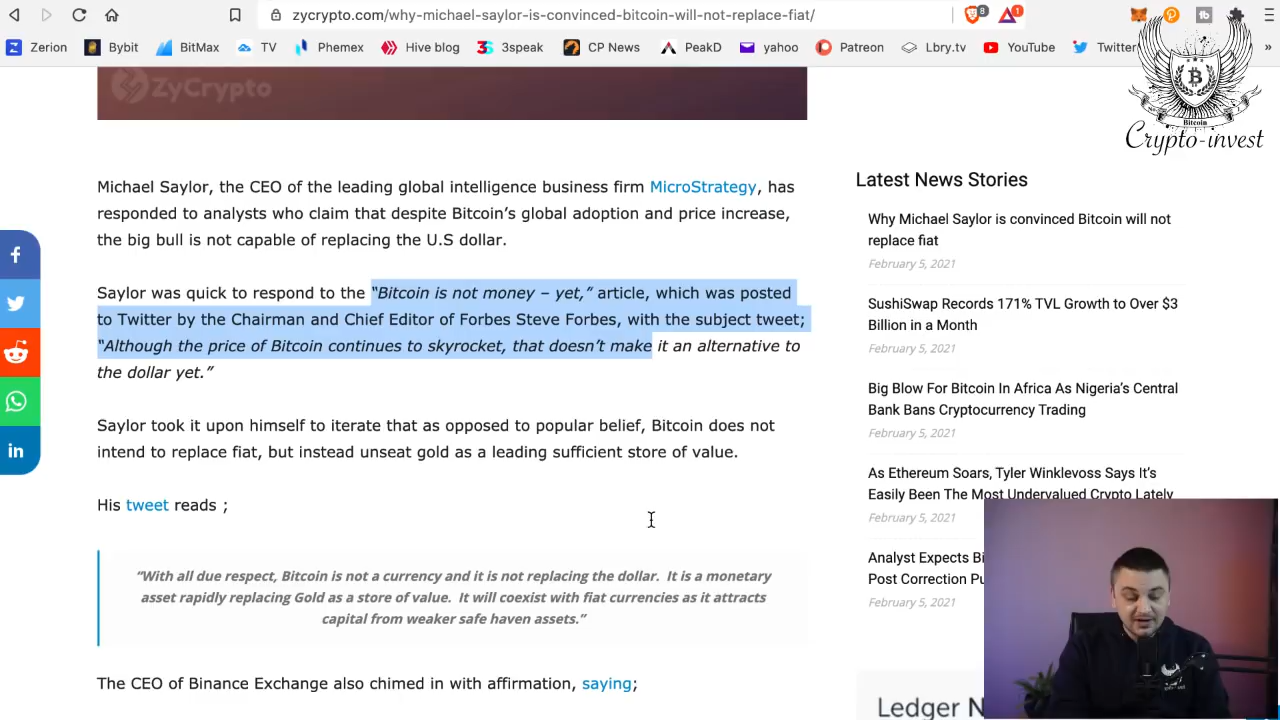 zycrypto.com/why-michael-saylor-is-convinced-bitcoin-will-not-replace-fiat/
8
1
Zerion
Bybit
BitMax
TV
Phemex
Hive blog
3speak
CP News
PeakD
yahoo
Patreon
Lbry.tv
YouTube
Twitter
»
Bitcoin
Crypto-invest
ZyCrypto
Michael Saylor, the CEO of the leading global intelligence business firm MicroStrategy, has
responded to analysts who claim that despite Bitcoin’s global adoption and price increase,
the big bull is not capable of replacing the U.S dollar.
Saylor was quick to respond to the “Bitcoin is not money – yet,” article, which was posted
to Twitter by the Chairman and Chief Editor of Forbes Steve Forbes, with the subject tweet;
“Although the price of Bitcoin continues to skyrocket, that doesn’t make it an alternative to
the dollar yet.”
Saylor took it upon himself to iterate that as opposed to popular belief, Bitcoin does not
intend to replace fiat, but instead unseat gold as a leading sufficient store of value.
His tweet reads ;
“With all due respect, Bitcoin is not a currency and it is not replacing the dollar. It is a monetary
asset rapidly replacing Gold as a store of value. It will coexist with fiat currencies as it attracts
capital from weaker safe haven assets.”
The CEO of Binance Exchange also chimed in with affirmation, saying;
Latest News Stories
Why Michael Saylor is convinced Bitcoin will not
replace fiat
February 5, 2021
SushiSwap Records 171% TVL Growth to Over $3
Billion in a Month
February 5, 2021
Big Blow For Bitcoin In Africa As Nigeria’s Central
Bank Bans Cryptocurrency Trading
February 5, 2021
As Ethereum Soars, Tyler Winklevoss Says It’s
Easily Been The Most Undervalued Crypto Lately
February 5, 2021
Analyst Expects Bi
Post Correction Pu
February 5, 2021
Ledger N